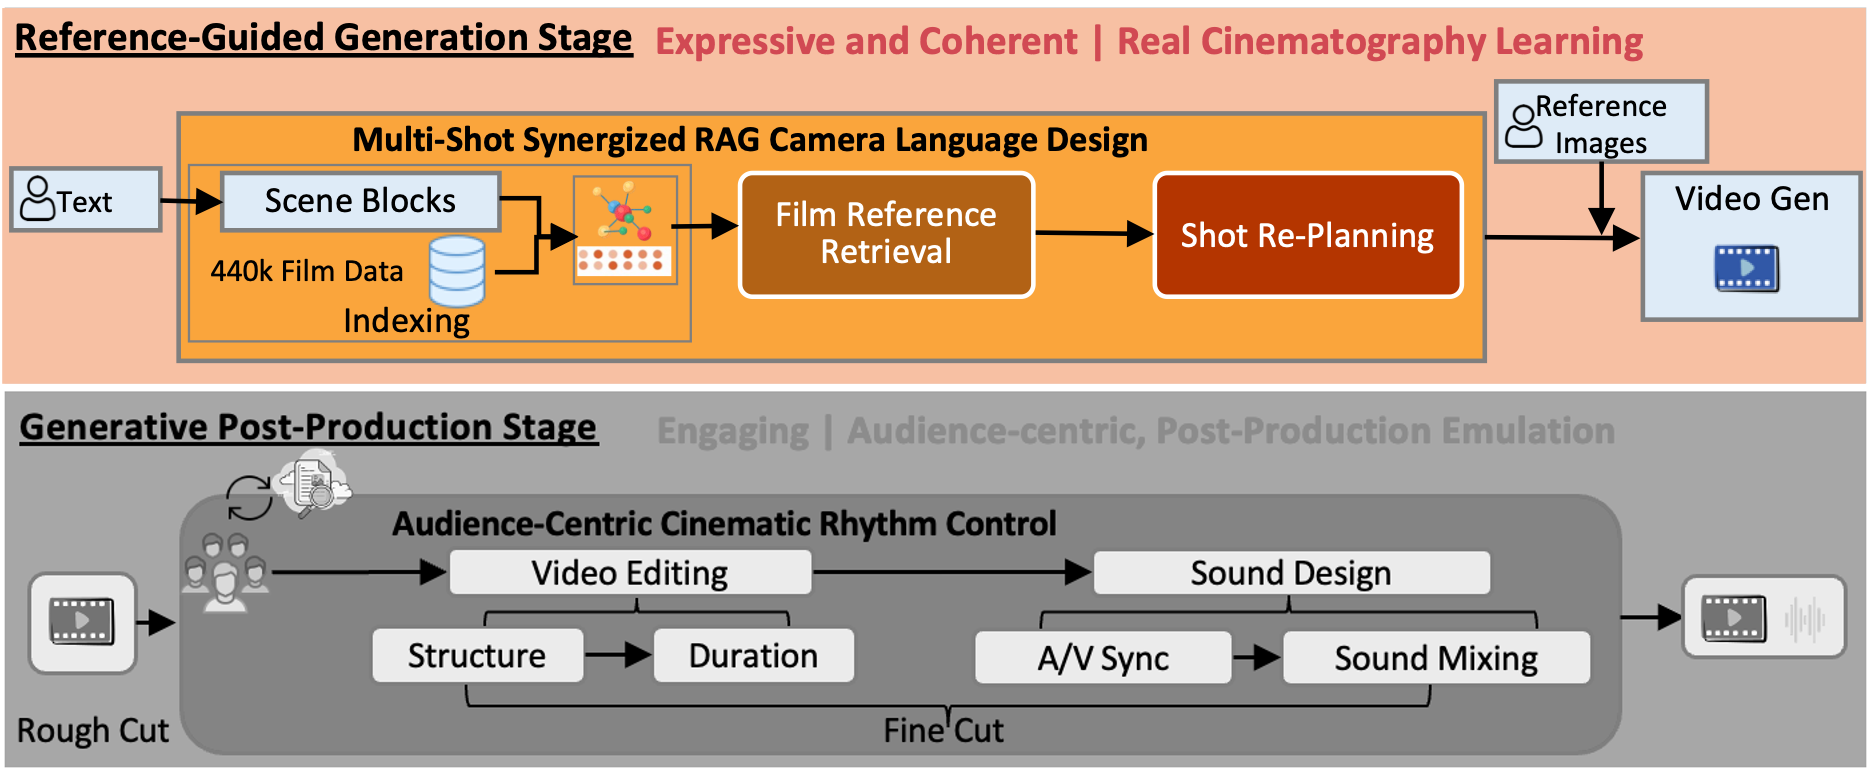 Reference-Guided Generation Stage
Expressive and Coherent | Real Cinematography Learning
Multi-Shot Synergized RAG Camera Language Design
Text
Scene Blocks
440k Film Data
Indexing
Film Reference
Retrieval
Shot Re-Planning
Reference
Images
Video Gen
Generative Post-Production Stage
Engaging | Audience-centric, Post-Production Emulation
Audience-Centric Cinematic Rhythm Control
Video Editing
Sound Design
Structure
Duration
A/V Sync
Sound Mixing
Rough Cut
Fine Cut